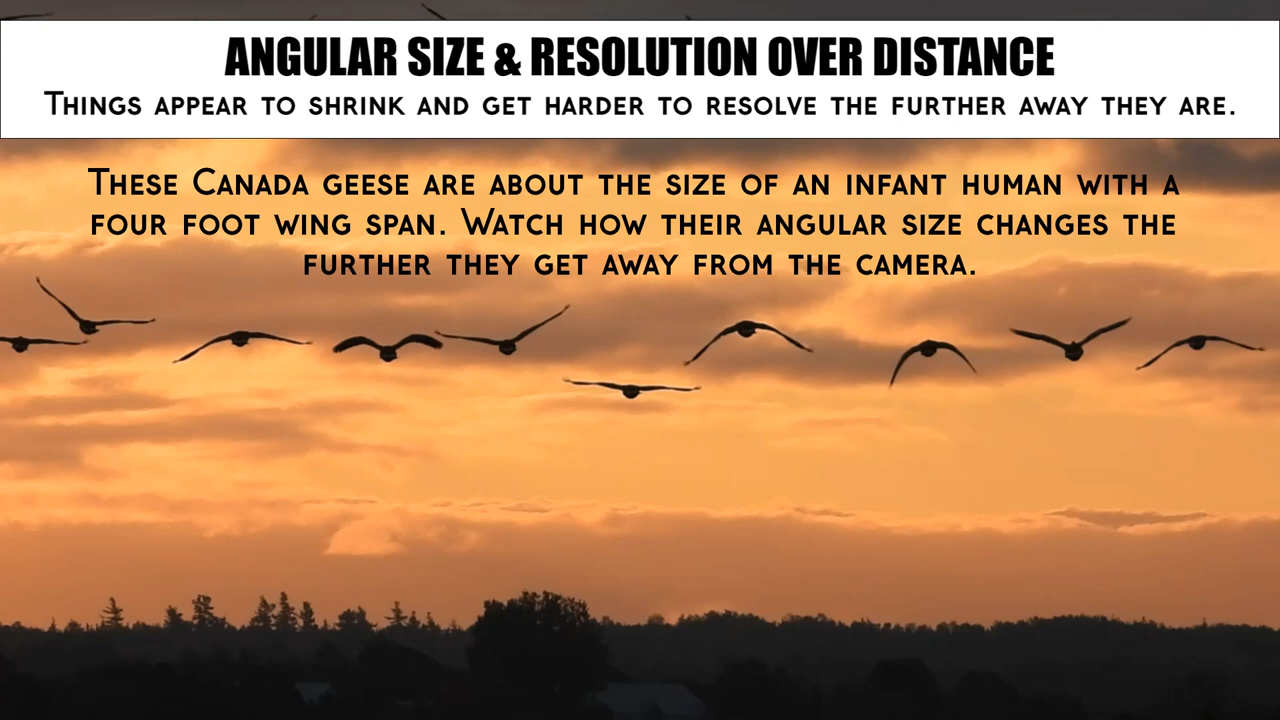 ANGULAR SIZE & RESOLUTION OVER DISTANCE
THINGS APPEAR TO SHRINK AND GET HARDER TO RESOLVE THE FURTHER AWAY THEY ARE.
THESE CANADA GEESE ARE ABOUT THE SIZE OF AN INFANT HUMAN WITH A
FOUR FOOT WING SPAN. WATCH HOW THEIR ANGULAR SIZE CHANGES THE
FURTHER THEY GET AWAY FROM THE CAMERA.